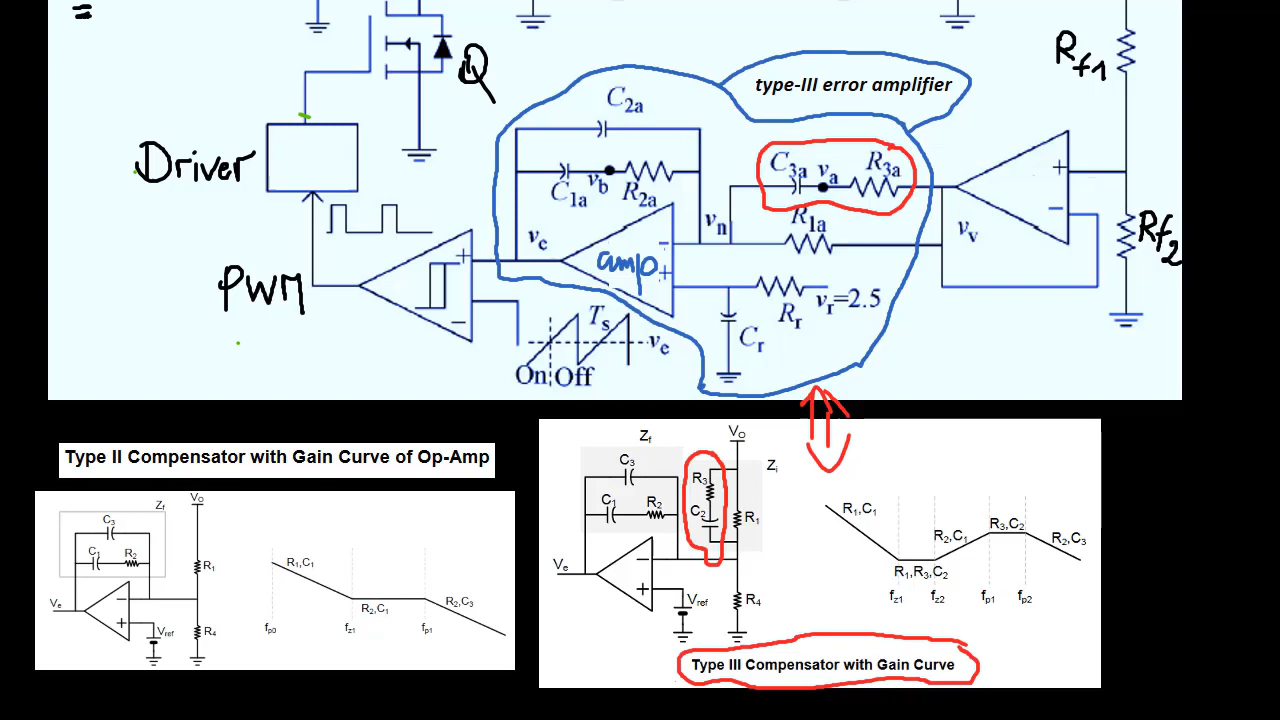 =
Q
Rf1
type-III error amplifier
C2a
Driver
C3a va R3a
+
C1a vb R2a
R1a
−
vn
vv
Rf2
vc
−
amp
+
PWM
+
Rr vr=2.5
Ts
Cr
−
ve
On Off
Type II Compensator with Gain Curve of Op-Amp
Vo
Zf
C3
C1 R2
R1
R1,C1
R2,C1
R2,C3
Ve
−
+
Vref
R4
fp0 fz1 fp1
Zf
Vo
C3
Zi
R3
C1 R2
C2
R1
−
Ve
+
Vref
R4
R1,C1
R3,C2
R2,C1
R2,C3
R1,R3,C2
fz1 fz2 fp1 fp2
Type III Compensator with Gain Curve